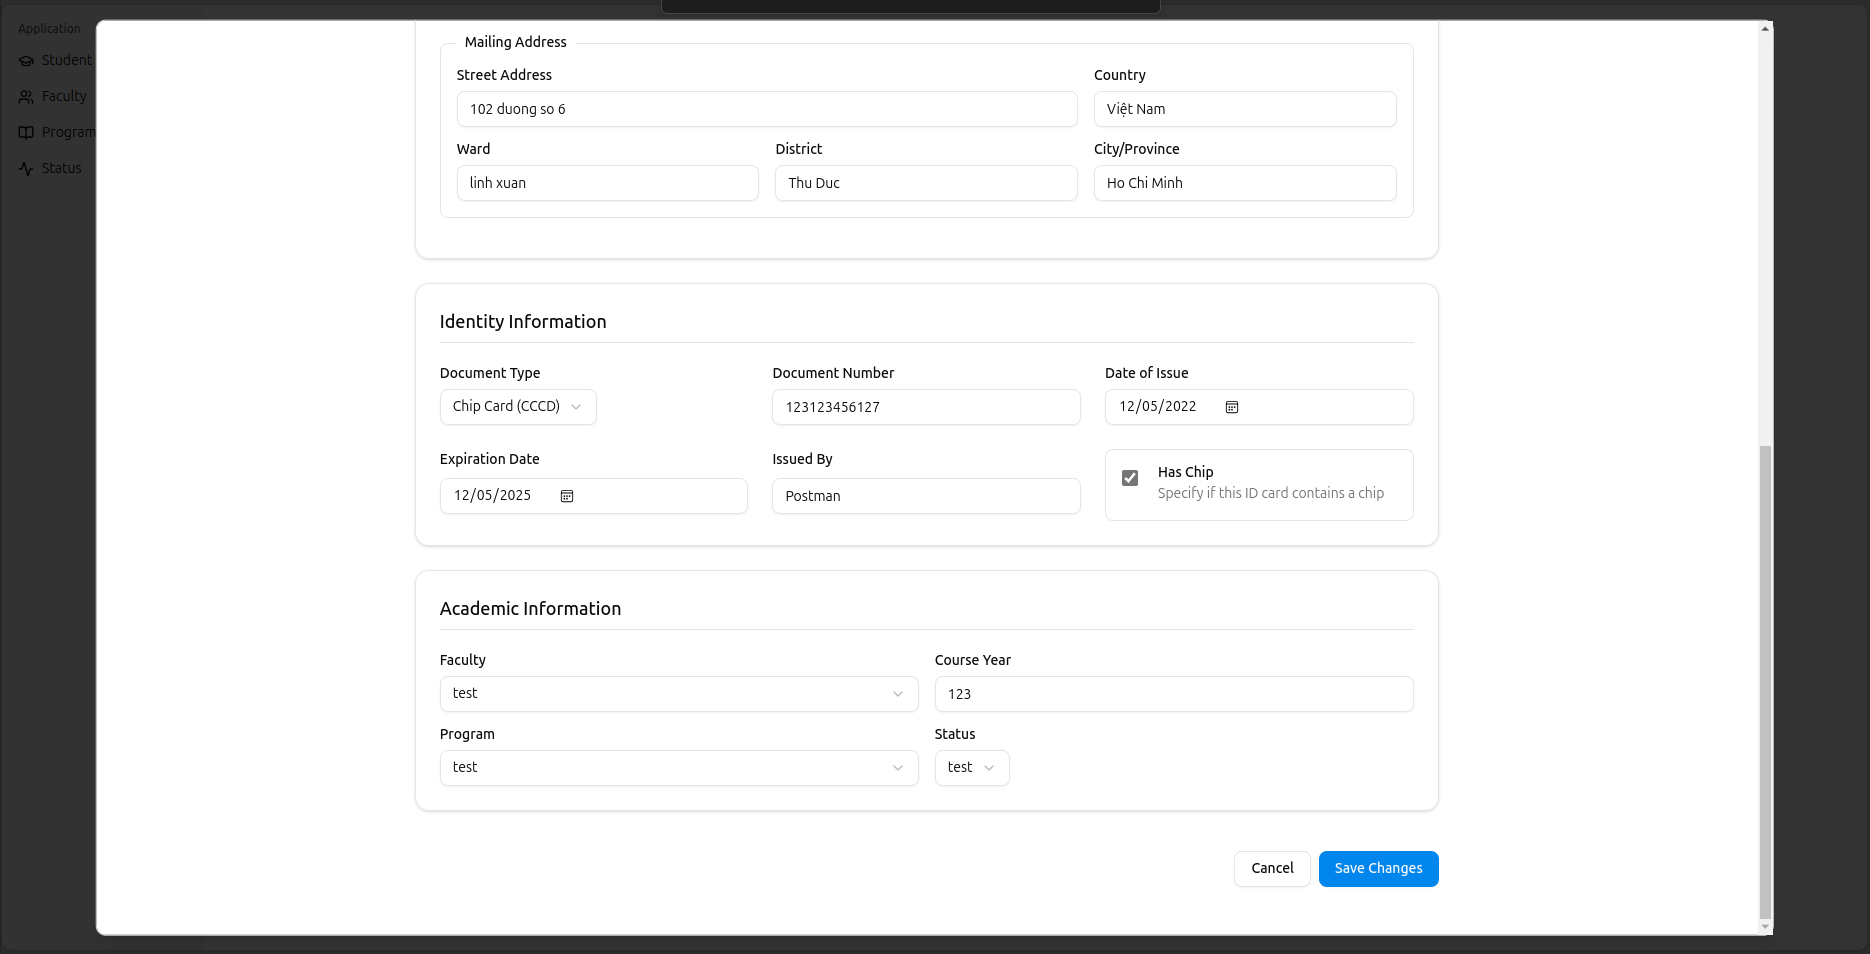 Application
Student
Faculty
Program
Status
Mailing Address
Street Address
Country
102 duong so 6
Việt Nam
Ward
District
City/Province
linh xuan
Thu Duc
Ho Chi Minh
Identity Information
Document Type
Document Number
Date of Issue
Chip Card (CCCD)
123123456127
12/05/2022
Expiration Date
Issued By
Has Chip
Specify if this ID card contains a chip
12/05/2025
Postman
Academic Information
Faculty
Course Year
test
123
Program
Status
test
test
Cancel
Save Changes